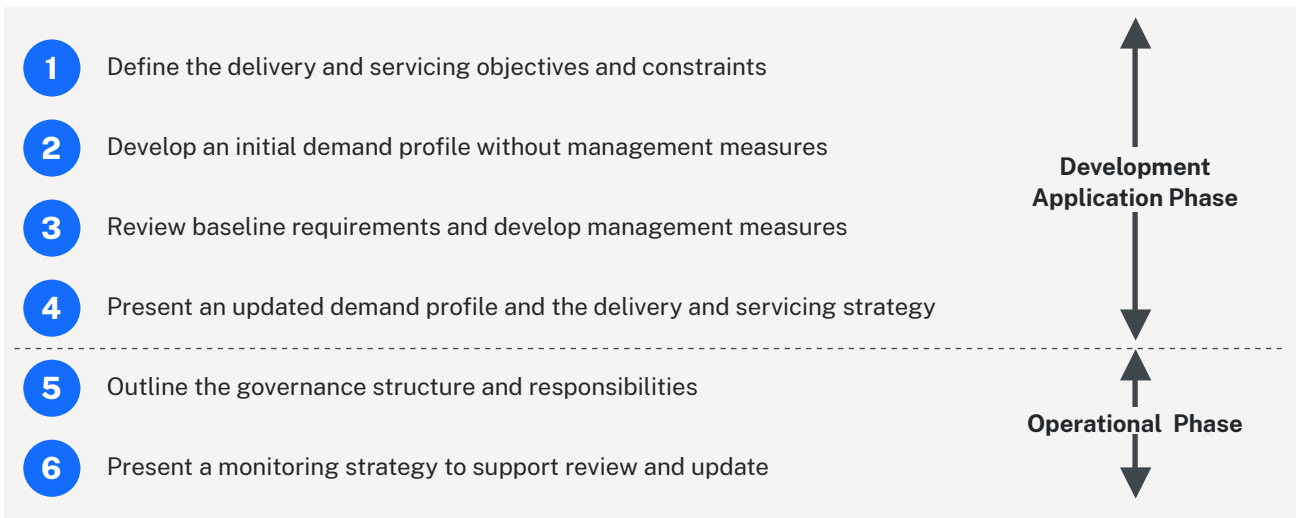 1 Define the delivery and servicing objectives and constraints
2 Develop an initial demand profile without management measures
Development
Application Phase
3 Review baseline requirements and develop management measures
4 Present an updated demand profile and the delivery and servicing strategy
5 Outline the governance structure and responsibilities
Operational Phase
6 Present a monitoring strategy to support review and update